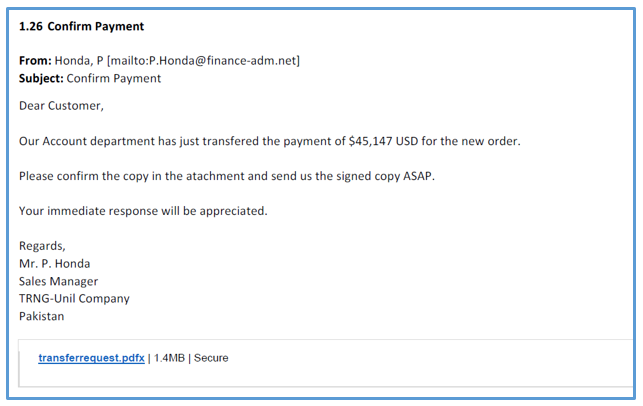 1.26 Confirm Payment
From: Honda, P [mailto:P.Honda@finance-adm.net]
Subject: Confirm Payment
Dear Customer,
Our Account department has just transfered the payment of $45,147 USD for the new order.
Please confirm the copy in the atachment and send us the signed copy ASAP.
Your immediate response will be appreciated.
Regards,
Mr. P. Honda
Sales Manager
TRNG-Unil Company
Pakistan
transferrequest.pdfx | 1.4MB | Secure